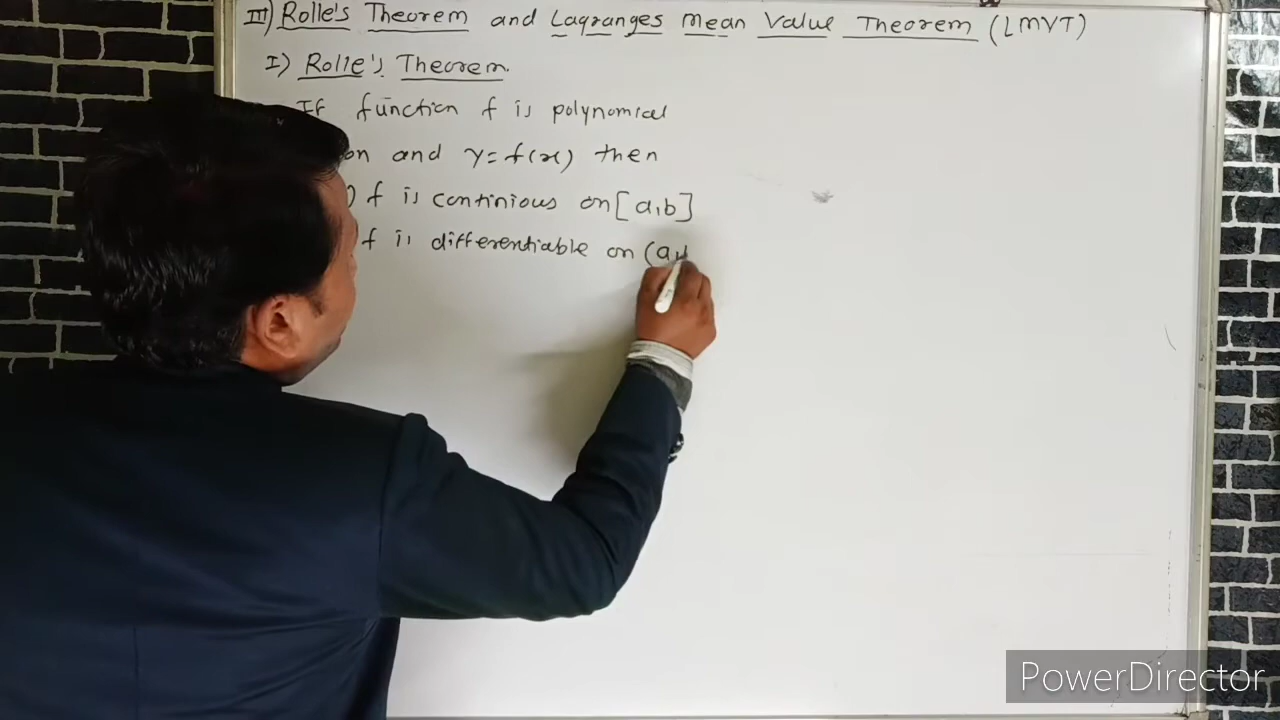 III) Rolle's Theorem and Lagranges Mean Value Theorem (LMVT)
I) Rolle's Theorem.
If function f is polynomical
on and y=f(x) then
) f is continious on [a,b]
f is differentiable on (a,
PowerDirector